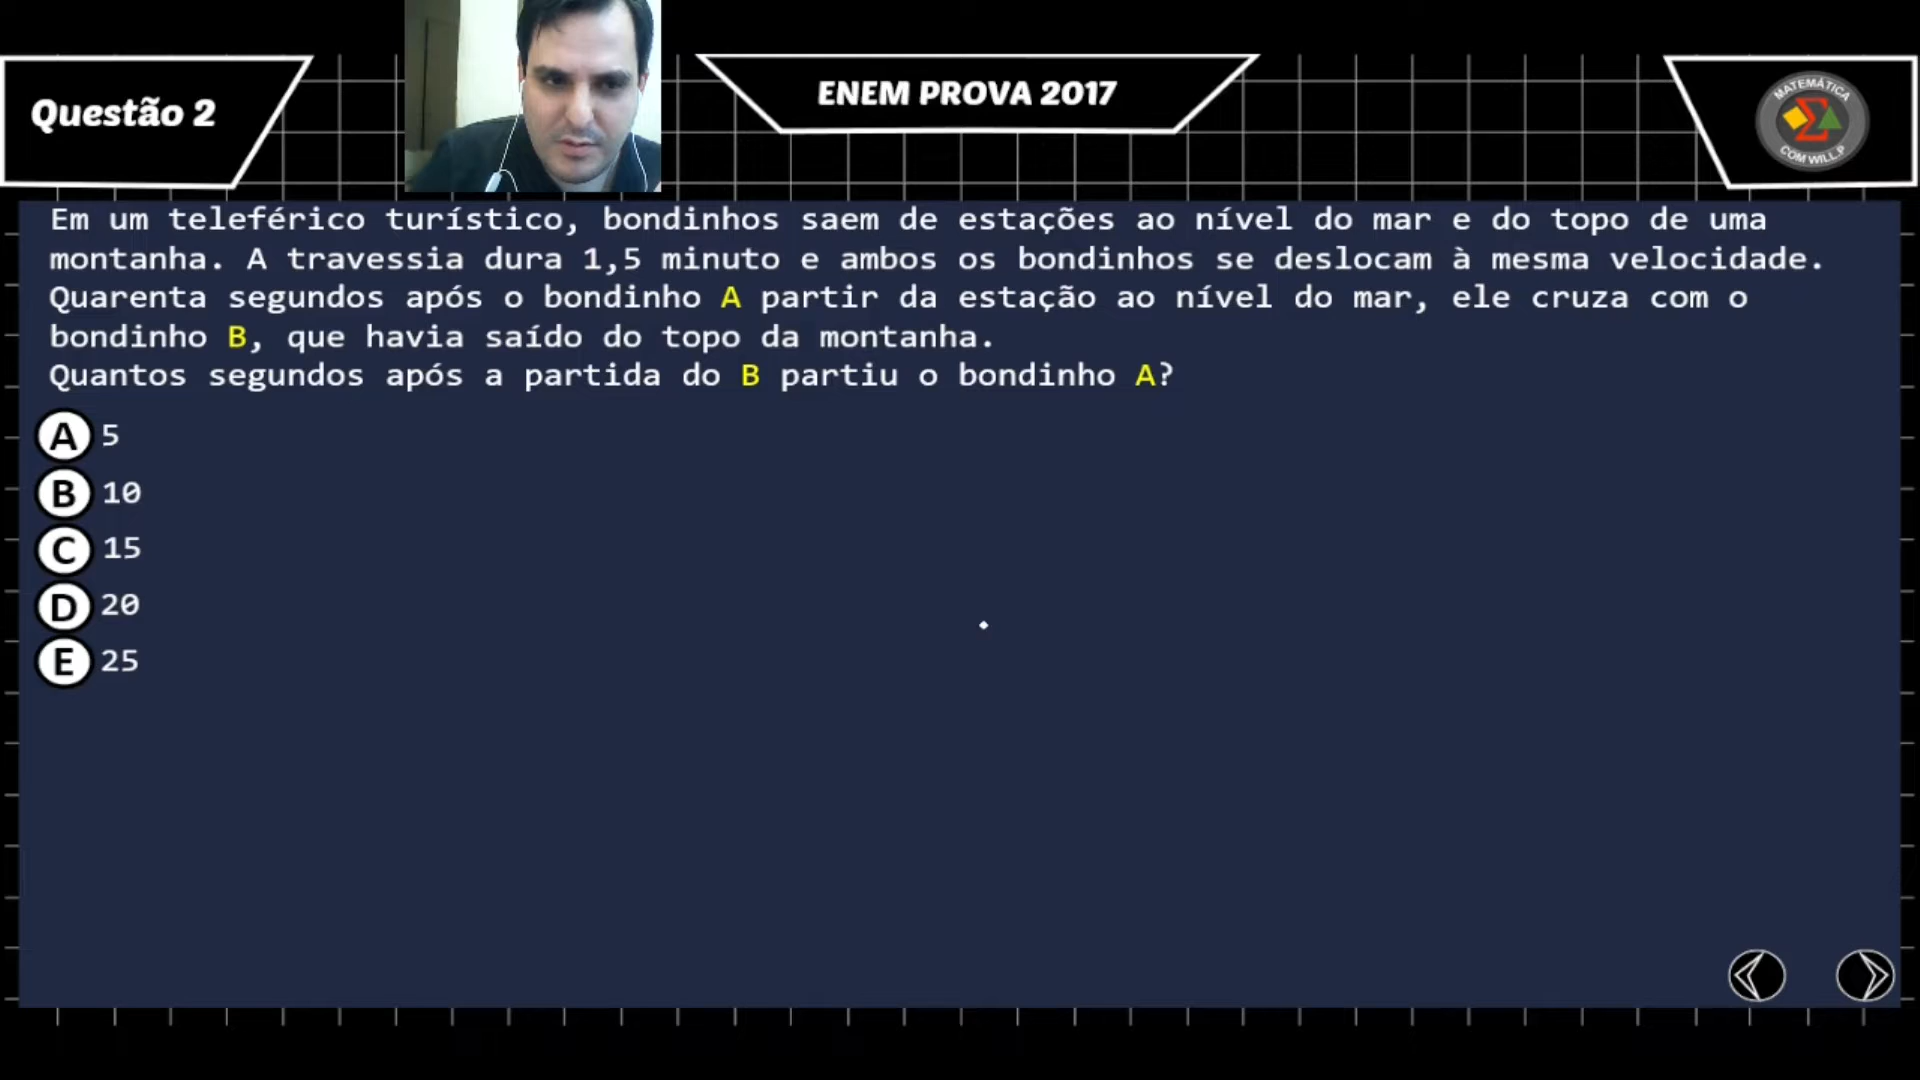 Questão 2
ENEM PROVA 2017
MATEMÁTICA
COM WILL.P
Em um teleférico turístico, bondinhos saem de estações ao nível do mar e do topo de uma
montanha. A travessia dura 1,5 minuto e ambos os bondinhos se deslocam à mesma velocidade.
Quarenta segundos após o bondinho A partir da estação ao nível do mar, ele cruza com o
bondinho B, que havia saído do topo da montanha.
Quantos segundos após a partida do B partiu o bondinho A?
A 5
B 10
C 15
D 20
E 25